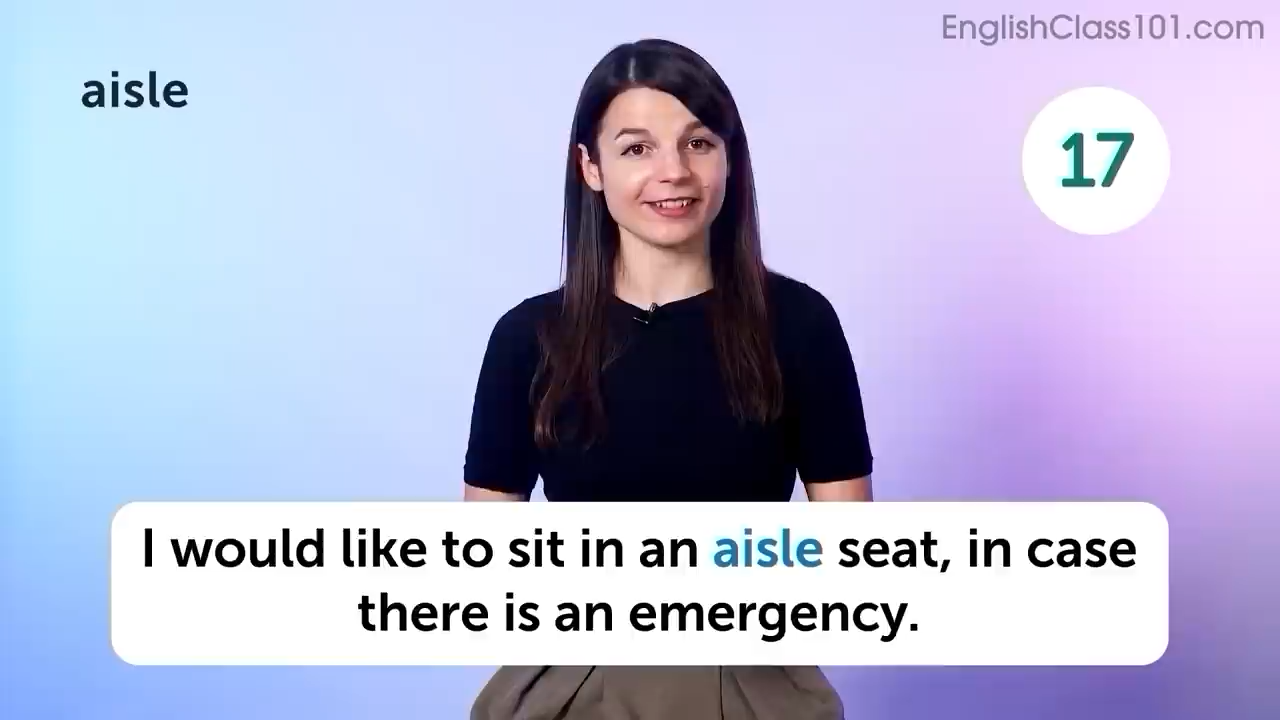 EnglishClass101.com
aisle
17
I would like to sit in an aisle seat, in case
there is an emergency.